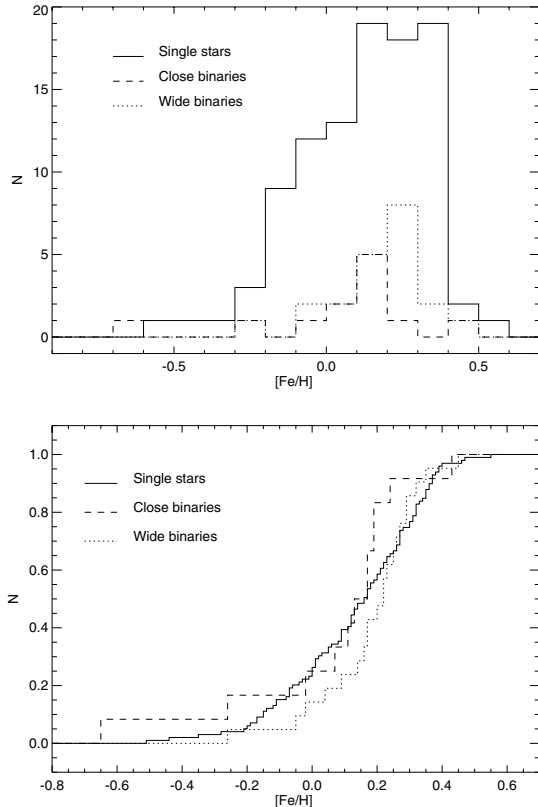 20
15
10
5
0
N
Single stars
Close binaries
Wide binaries
-0.5 0.0 0.5
[Fe/H]
1.0
0.8
0.6
0.4
0.2
0.0
N
Single stars
Close binaries
Wide binaries
-0.8 -0.6 -0.4 -0.2 0.0 0.2 0.4 0.6
[Fe/H]